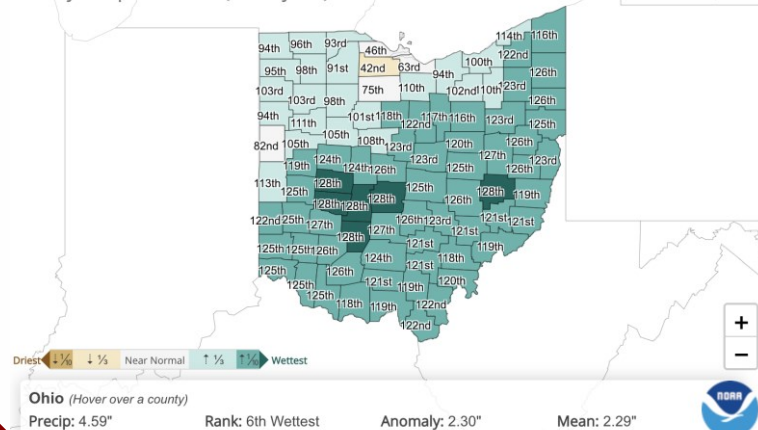 114th 116th
94th 96th 93rd 46th 122nd
95th 98th 91st 42nd 63rd 94th 100th 126th
103rd 103rd 98th 75th 110th 102nd 110th 123rd 126th
94th 111th 101st 118th 122nd 117th 116th 123rd 125th
82nd 105th 105th 108th 123rd 120th 126th
119th 124th 124th 126th 123rd 125th 127th 126th 123rd
113th 125th 128th 128th 125th 126th 128th 119th
128th 128th
122nd 25th 127th 127th 126th 123rd 121st 121st 121st
125th 125th 126th 128th 124th 121st 118th 119th
125th 126th 121st 121st 120th
125th 125th 118th 119th 119th 122nd
122nd
+
−
Driest ↓ ⅒ ↓ ⅓ Near Normal ↑ ⅓ ↑ ⅒ Wettest
Ohio (Hover over a county)
Precip: 4.59" Rank: 6th Wettest Anomaly: 2.30" Mean: 2.29"
NOAA